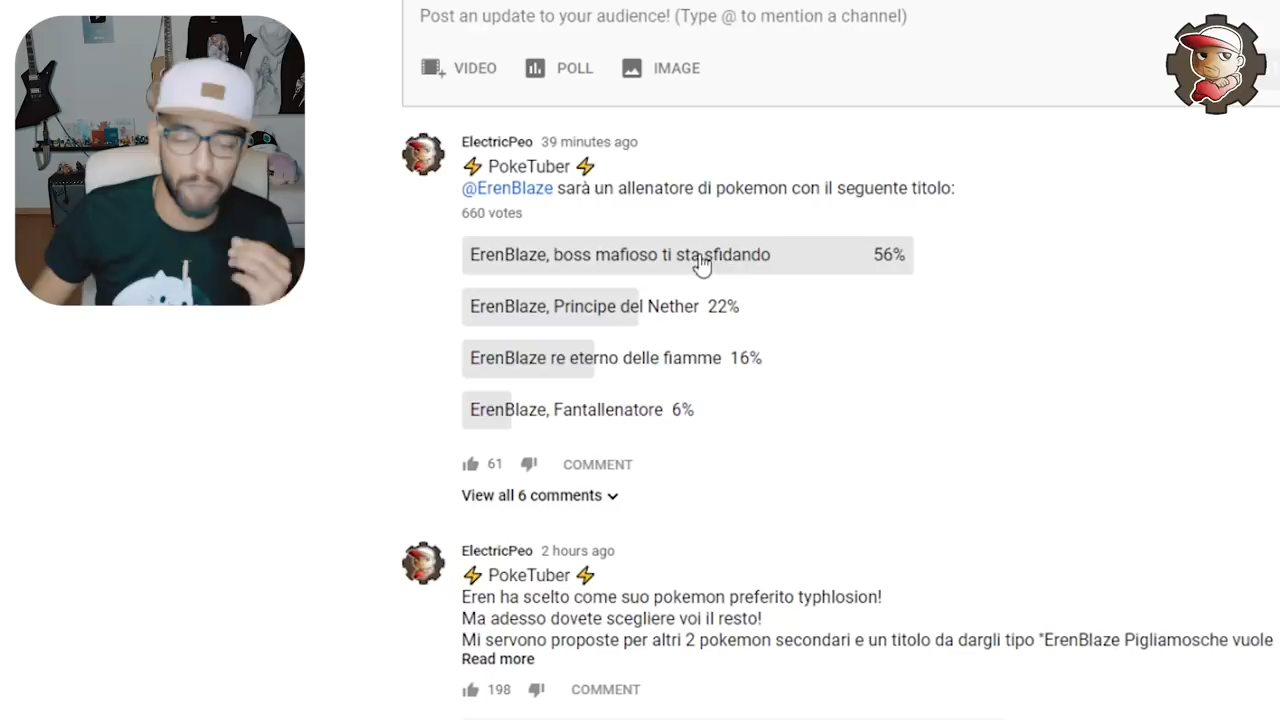 Post an update to your audience! (Type @ to mention a channel)
VIDEO POLL IMAGE
ElectricPeo 39 minutes ago
⚡ PokeTuber ⚡
@ErenBlaze sarà un allenatore di pokemon con il seguente titolo:
660 votes
ErenBlaze, boss mafioso ti sta sfidando 56%
ErenBlaze, Principe del Nether 22%
ErenBlaze re eterno delle fiamme 16%
ErenBlaze, Fantallenatore 6%
61 COMMENT
View all 6 comments
ElectricPeo 2 hours ago
⚡ PokeTuber ⚡
Eren ha scelto come suo pokemon preferito typhlosion!
Ma adesso dovete scegliere voi il resto!
Mi servono proposte per altri 2 pokemon secondari e un titolo da dargli tipo "ErenBlaze Pigliamosche vuole
Read more
198 COMMENT